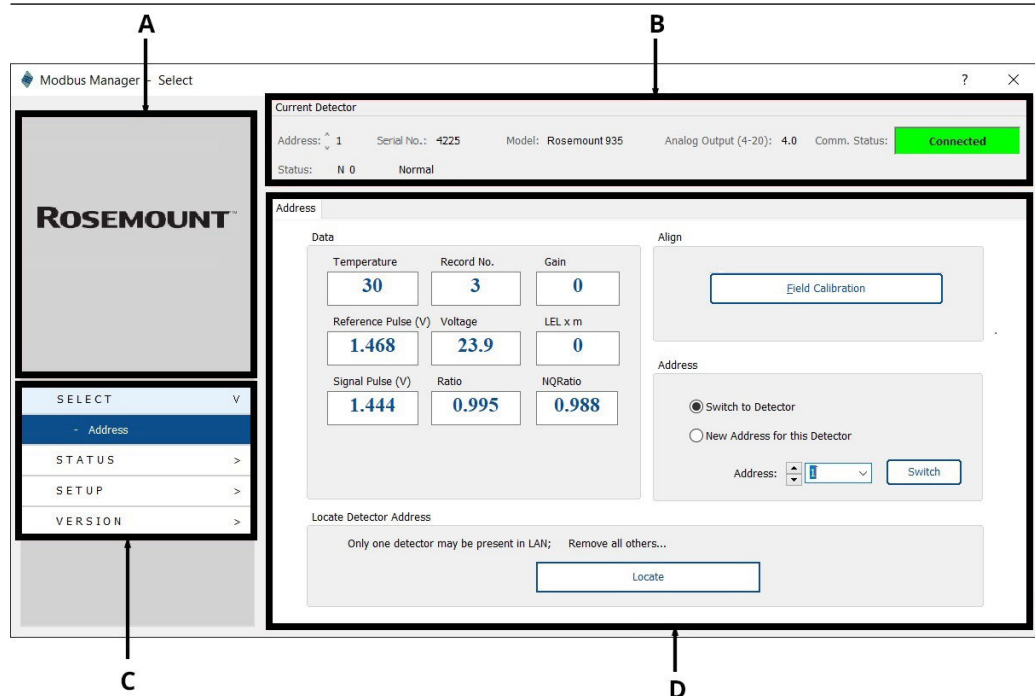 A
B
Modbus Manager - Select
?
Current Detector
Address: 1 Serial No.: 4225 Model: Rosemount 935 Analog Output (4-20): 4.0 Comm. Status: Connected
Status: N 0 Normal
ROSEMOUNT™
SELECT V
- Address
STATUS >
SETUP >
VERSION >
Address
Data
Temperature Record No. Gain
30 3 0
Reference Pulse (V) Voltage LEL x m
1.468 23.9 0
Signal Pulse (V) Ratio NQRatio
1.444 0.995 0.988
Align
Field Calibration
Address
Switch to Detector
New Address for this Detector
Address: 1 Switch
Locate Detector Address
Only one detector may be present in LAN; Remove all others...
Locate
C
D